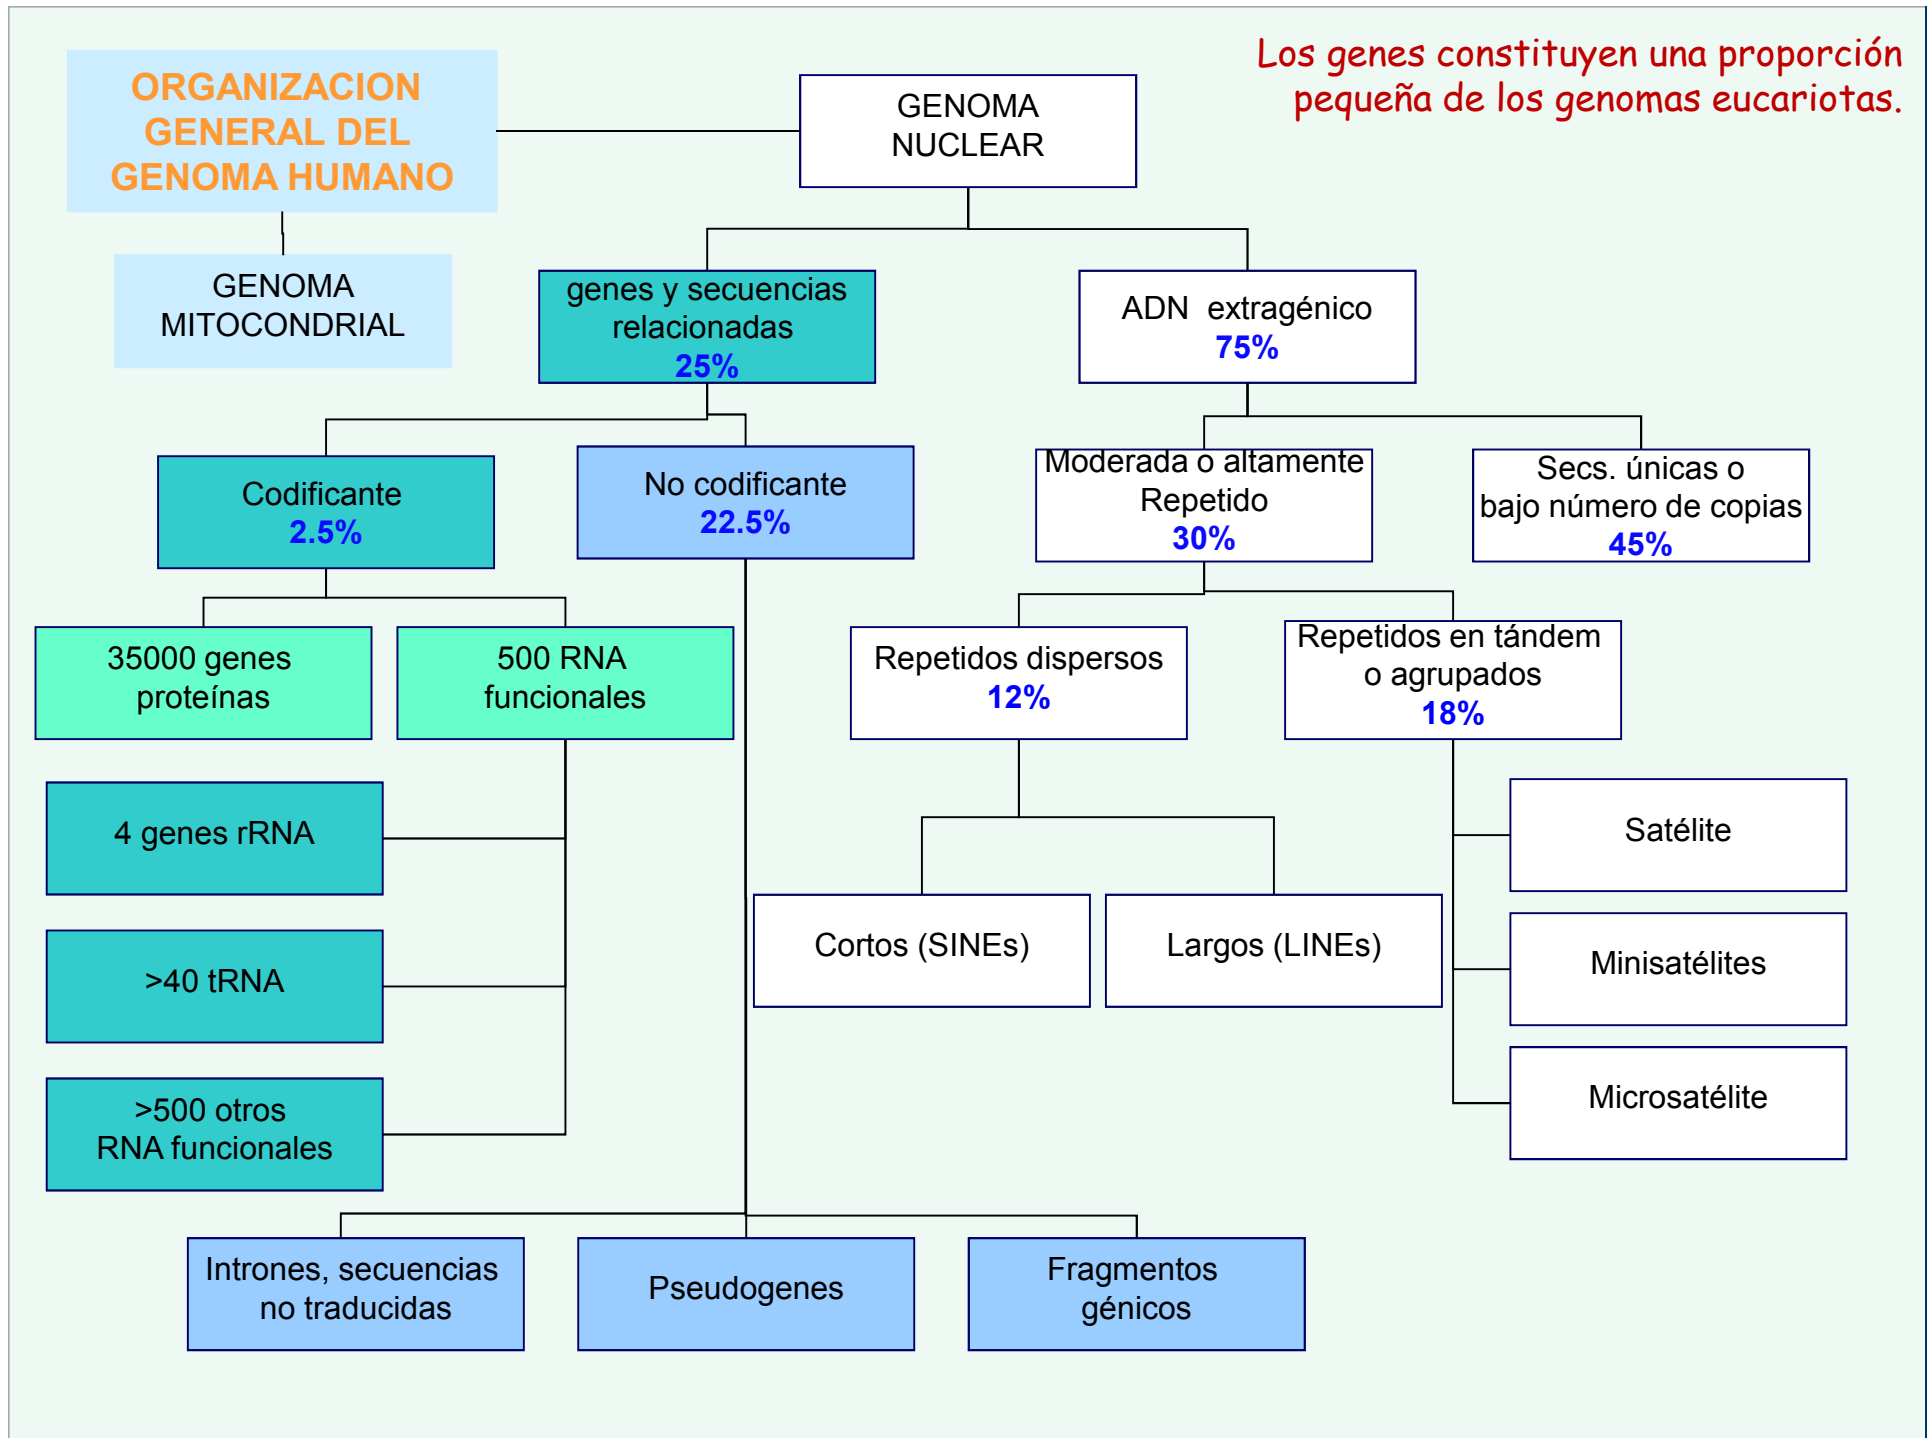 ORGANIZACION
GENERAL DEL
GENOMA HUMANO
GENOMA
NUCLEAR
Los genes constituyen una proporción
pequeña de los genomas eucariotas.
GENOMA
MITOCONDRIAL
genes y secuencias
relacionadas
25%
ADN extragénico
75%
Codificante
2.5%
No codificante
22.5%
Moderada o altamente
Repetido
30%
Secs. únicas o
bajo número de copias
45%
35000 genes
proteínas
500 RNA
funcionales
Repetidos dispersos
12%
Repetidos en tándem
o agrupados
18%
4 genes rRNA
>40 tRNA
>500 otros
RNA funcionales
Cortos (SINEs)
Largos (LINEs)
Satélite
Minisatélites
Microsatélite
Intrones, secuencias
no traducidas
Pseudogenes
Fragmentos
génicos